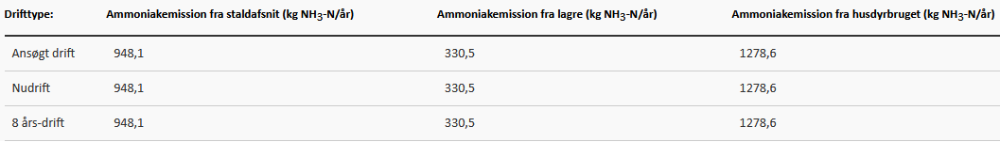 Drifttype: Ammoniakemission fra staldafsnit (kg NH3-N/år) Ammoniakemission fra lagre (kg NH3-N/år) Ammoniakemission fra husdyrbruget (kg NH3-N/år)
Ansøgt drift 948,1 330,5 1278,6
Nudrift 948,1 330,5 1278,6
8 års-drift 948,1 330,5 1278,6